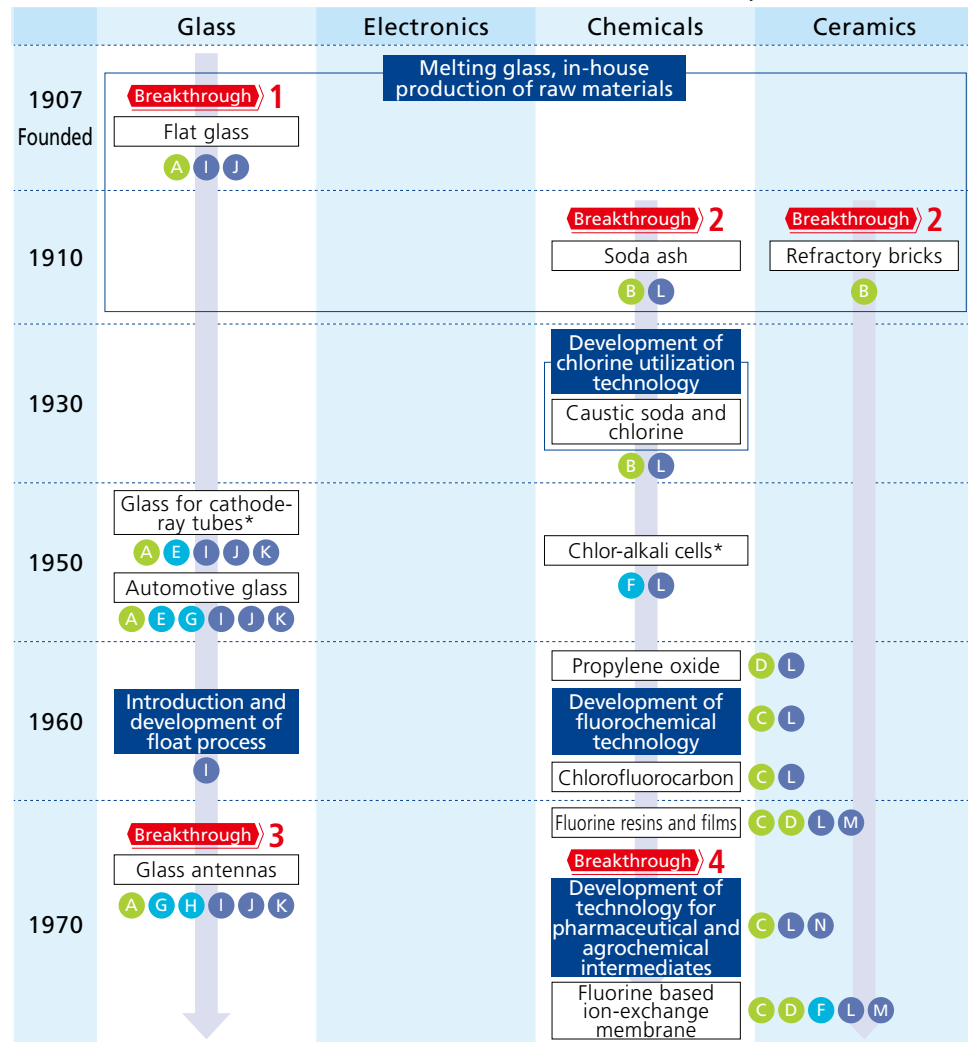 Glass Electronics Chemicals Ceramics
Melting glass, in-house
production of raw materials
1907
Founded
Breakthrough 1
Flat glass
A I J
1910
Breakthrough 2
Soda ash
B L
Breakthrough 2
Refractory bricks
B
1930
Development of
chlorine utilization
technology
Caustic soda and
chlorine
B L
1950
Glass for cathode-
ray tubes*
A E I J K
Automotive glass
A E G I J K
Chlor-alkali cells*
F L
1960
Introduction and
development of
float process
I
Propylene oxide D L
Development of
fluorochemical
technology
C L
Chlorofluorocarbon C L
1970
Breakthrough 3
Glass antennas
A G H I J K
Fluorine resins and films C D L M
Breakthrough 4
Development of
technology for
pharmaceutical and
agrochemical
intermediates
C L N
Fluorine based
ion-exchange
membrane
C D F L M